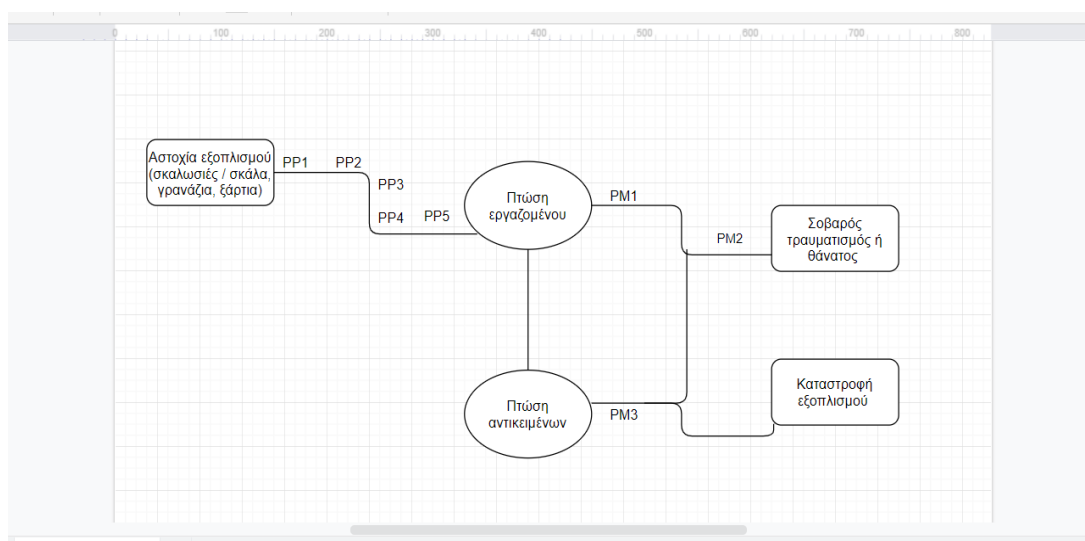 0 100 200 300 400 500 600 700 800
Αστοχία εξοπλισμού
(σκαλωσιές / σκάλα,
γρανάζια, ξάρτια)
PP1 PP2
PP3
PP4 PP5
Πτώση
εργαζομένου
PM1
PM2
Σοβαρός
τραυματισμός ή
θάνατος
Πτώση
αντικειμένων
PM3
Καταστροφή
εξοπλισμού